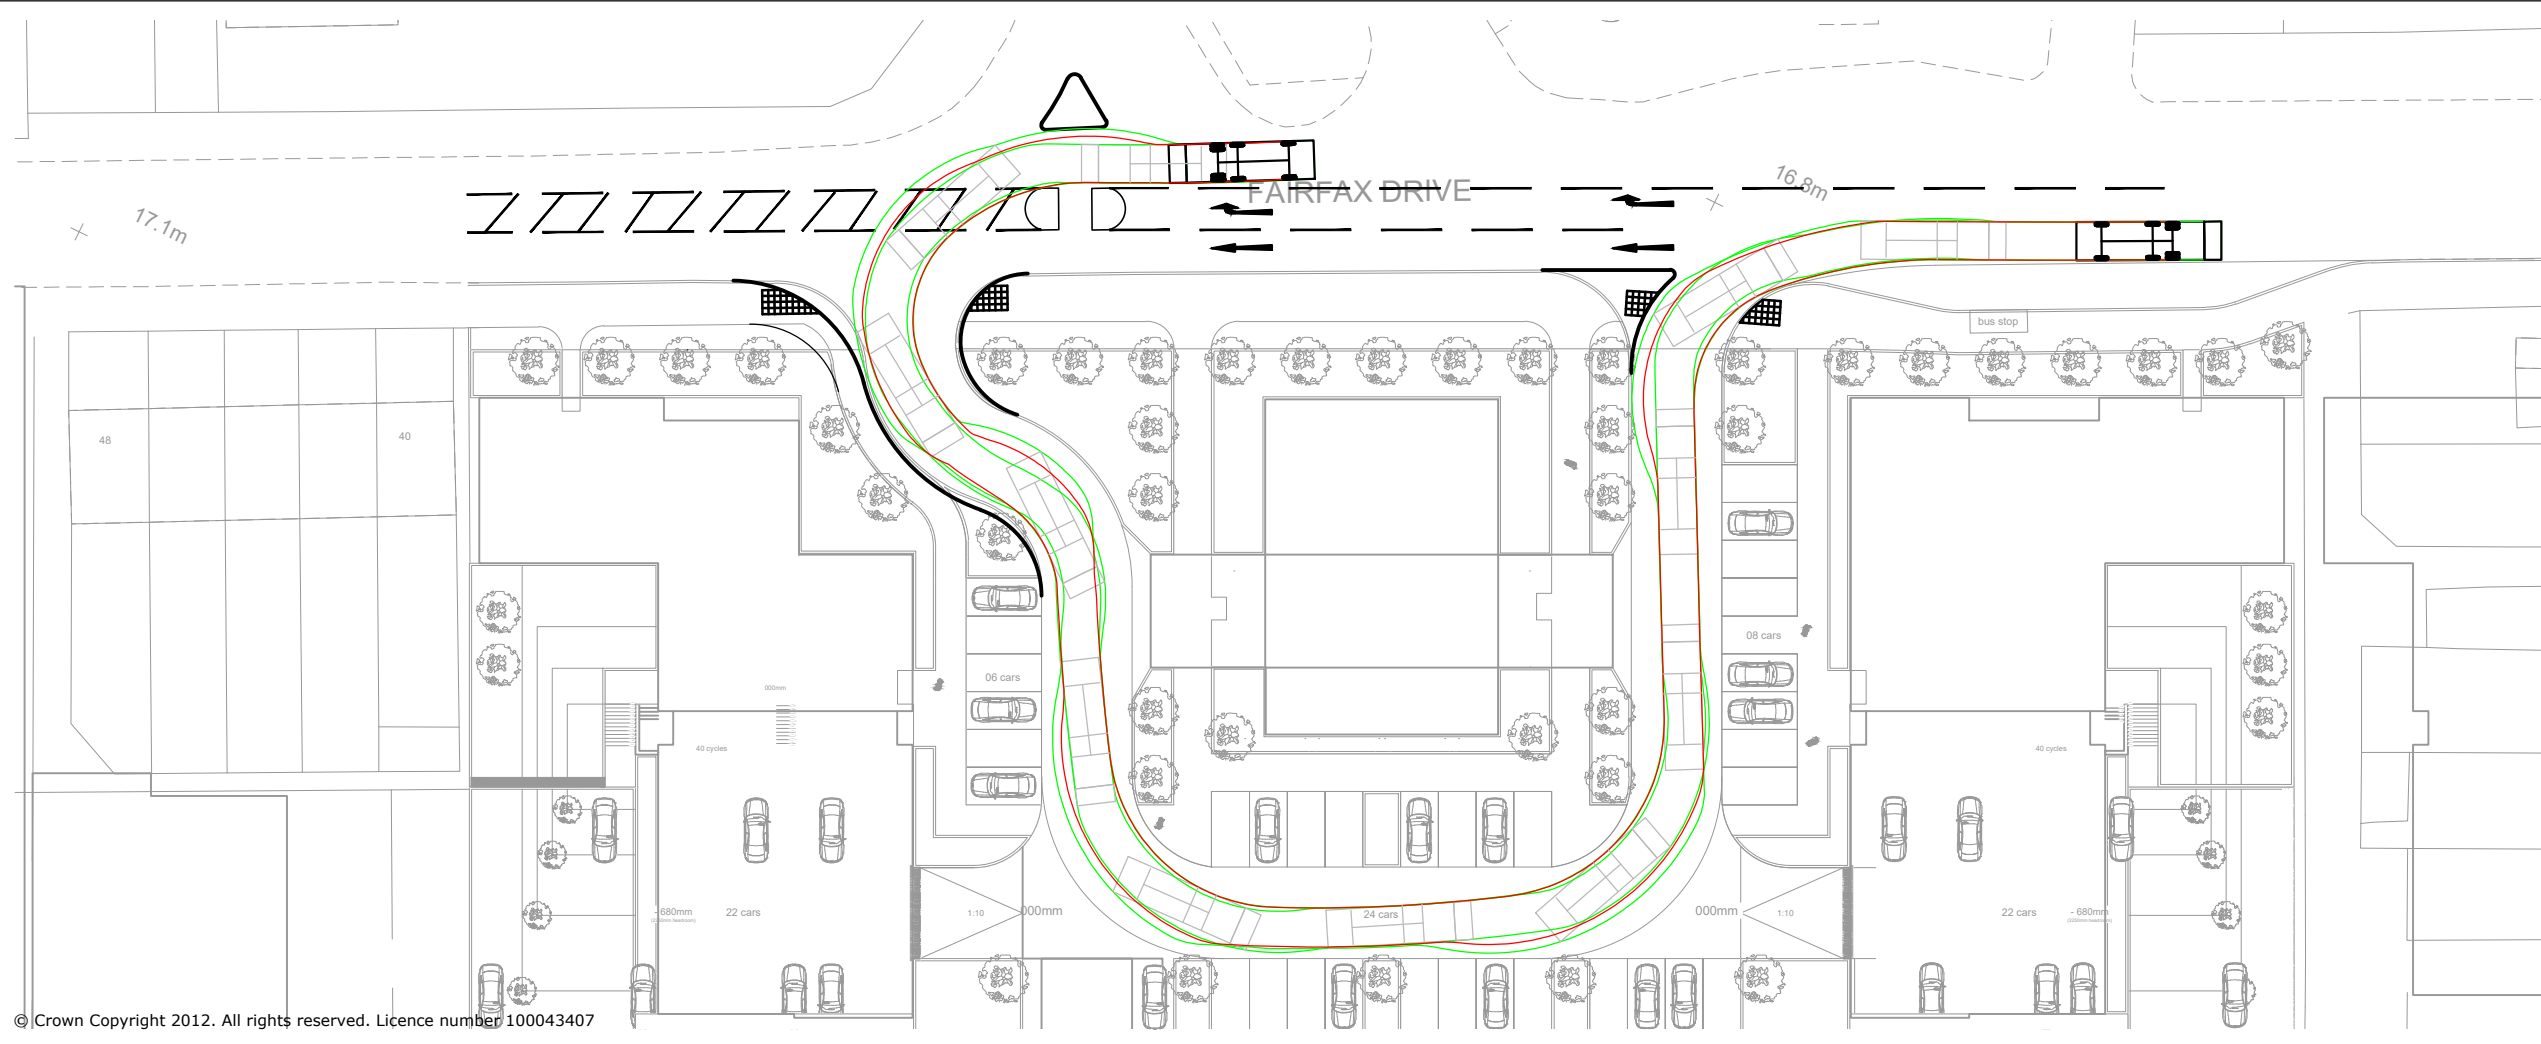 FAIRFAX DRIVE
16.8m
17.1m
bus stop
48
40
08 cars
06 cars
000mm
40 cycles
40 cycles
- 680mm
22 cars
1:10
000mm
24 cars
000mm
1:10
22 cars
- 680mm
© Crown Copyright 2012. All rights reserved. Licence number 100043407